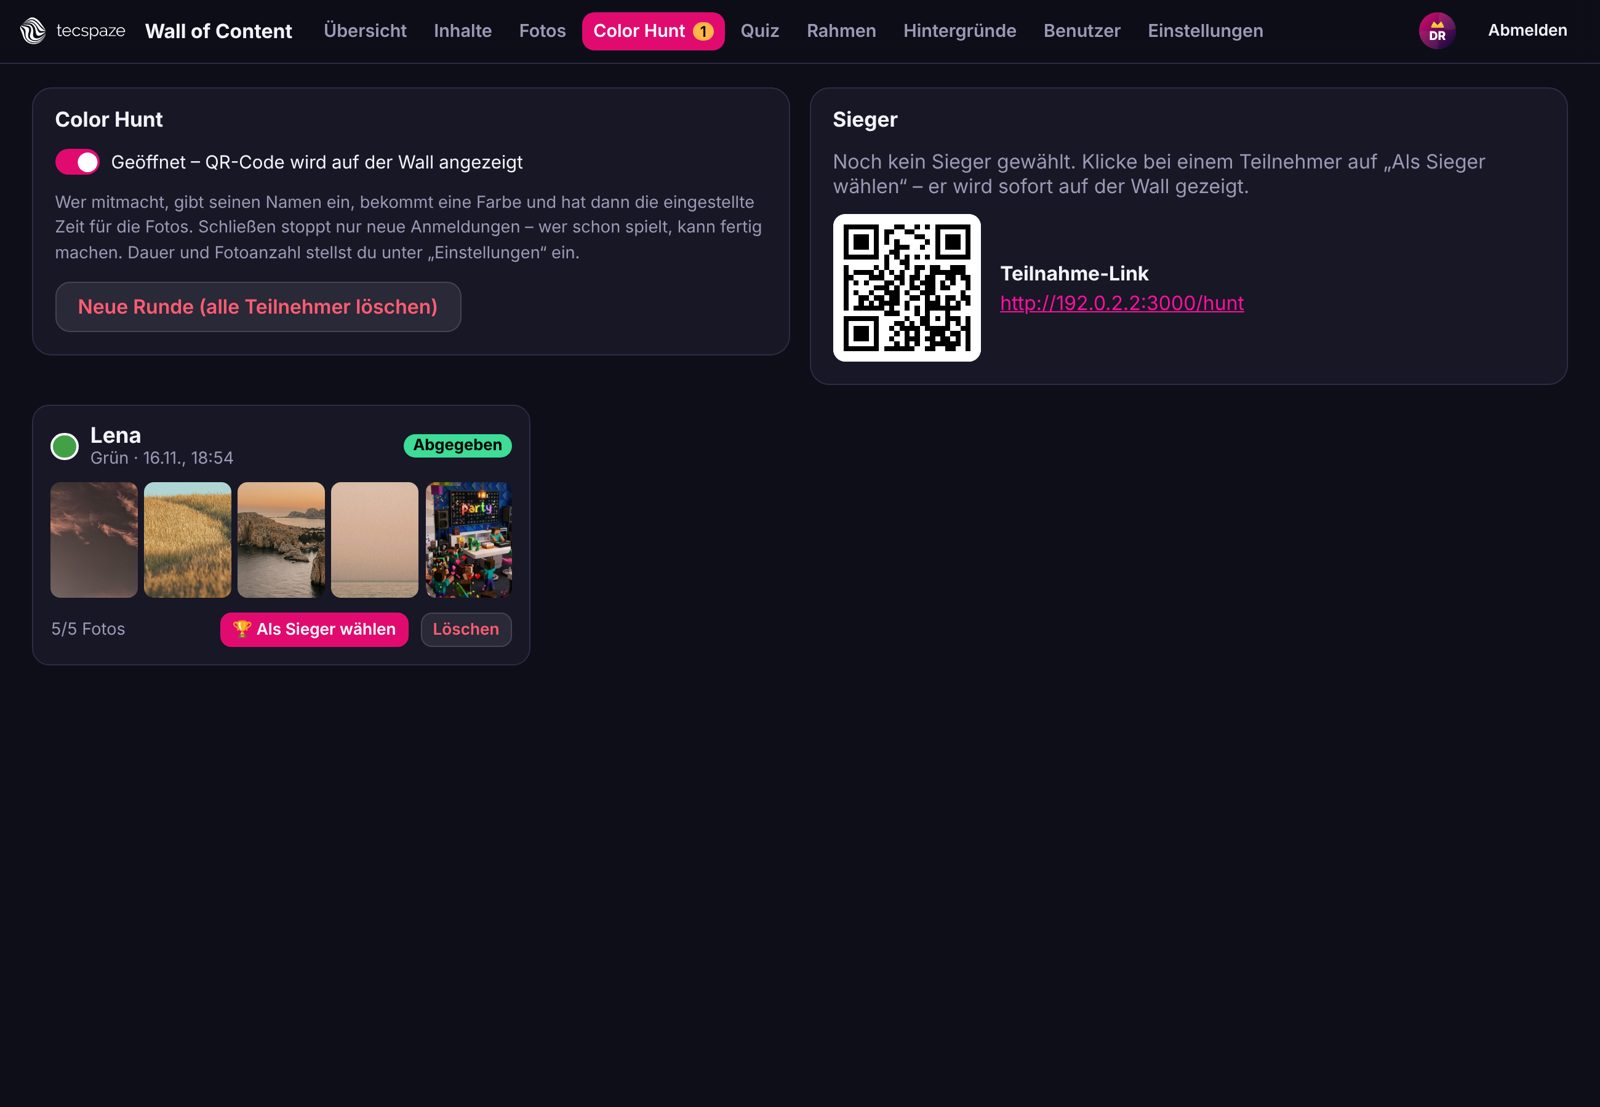 tecspaze
Wall of Content
Übersicht
Inhalte
Fotos
Color Hunt 1
Quiz
Rahmen
Hintergründe
Benutzer
Einstellungen
DR
Abmelden
Color Hunt
Geöffnet – QR-Code wird auf der Wall angezeigt
Wer mitmacht, gibt seinen Namen ein, bekommt eine Farbe und hat dann die eingestellte
Zeit für die Fotos. Schließen stoppt nur neue Anmeldungen – wer schon spielt, kann fertig
machen. Dauer und Fotoanzahl stellst du unter „Einstellungen“ ein.
Neue Runde (alle Teilnehmer löschen)
Sieger
Noch kein Sieger gewählt. Klicke bei einem Teilnehmer auf „Als Sieger
wählen“ – er wird sofort auf der Wall gezeigt.
Teilnahme-Link
http://192.0.2.2:3000/hunt
Lena
Grün · 16.11., 18:54
Abgegeben
party
5/5 Fotos
🏆 Als Sieger wählen
Löschen